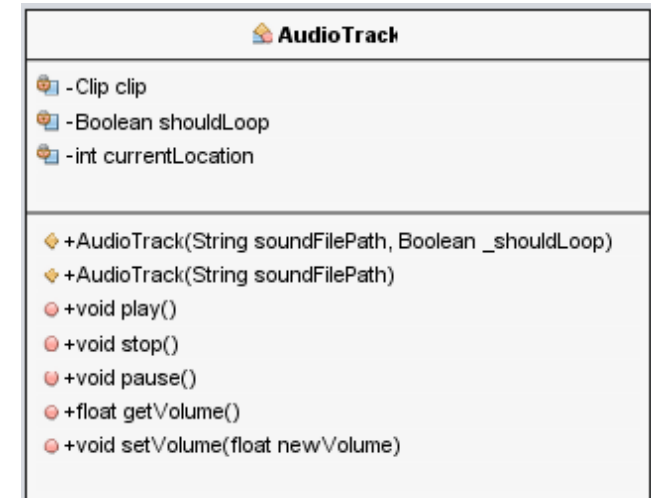 AudioTrack
-Clip clip
-Boolean shouldLoop
-int currentLocation
+AudioTrack(String soundFilePath, Boolean _shouldLoop)
+AudioTrack(String soundFilePath)
+void play()
+void stop()
+void pause()
+float getVolume()
+void setVolume(float newVolume)